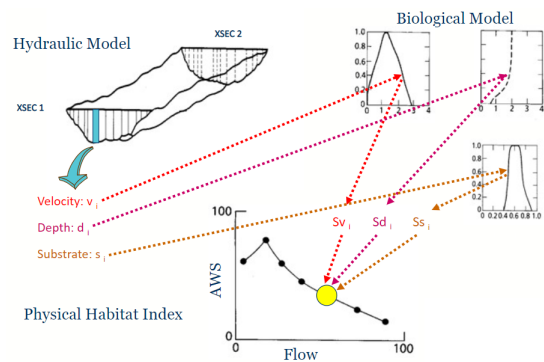 Hydraulic Model
Biological Model
XSEC 2
XSEC 1
1.0
0.8
0.6
0.4
0.2
0
0 1 2 3 4
0 1 2 3 4
1.0
0.8
0.6
0.4
0.2
0
0 0.2 0.4 0.6 0.8 1.0
Velocity: v i
Depth: d i
Substrate: s i
Sv i
Sd i
Ss i
100
AWS
0
Flow
100
Physical Habitat Index